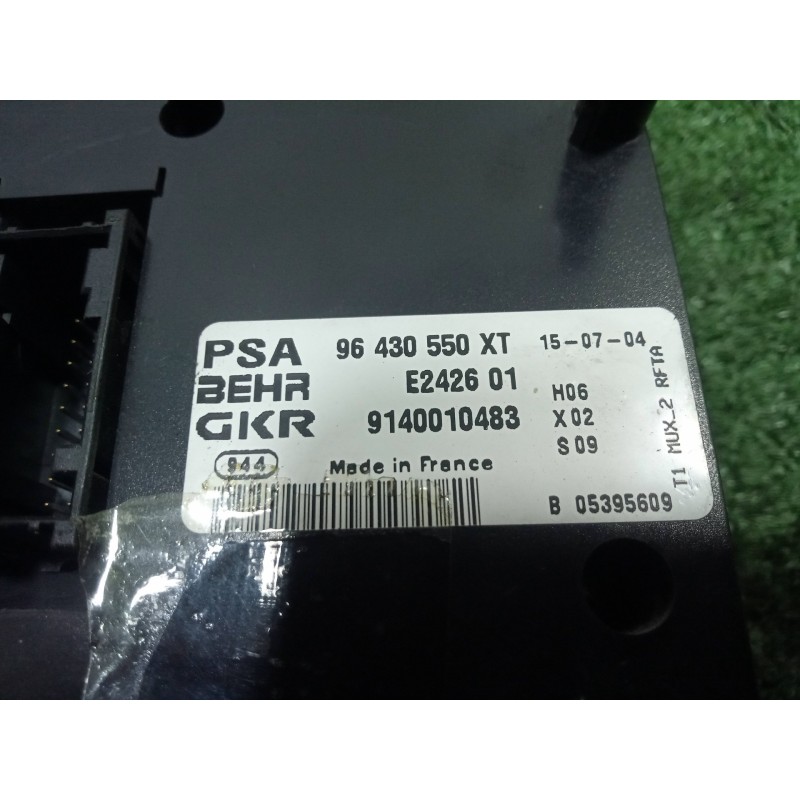 PSA 96 430 550 XT 15-07-04
BEHR E2426 01 H06
GKR 9140010483 X02
S09
944 Made in France
B 05395609
T1 MUX_2 RFTA